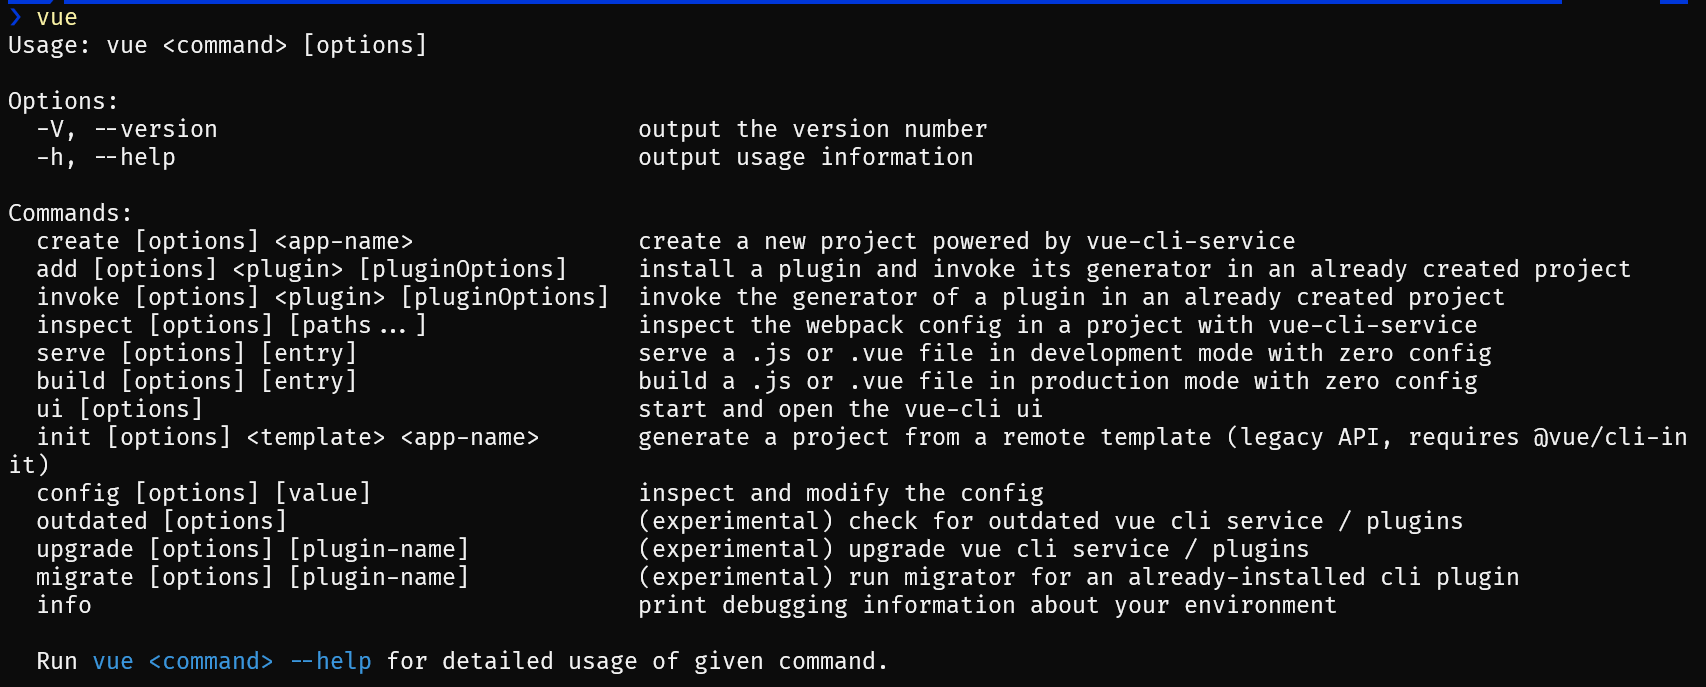 ❯ vue
Usage: vue <command> [options]

Options:
  -V, --version                              output the version number
  -h, --help                                 output usage information

Commands:
  create [options] <app-name>                create a new project powered by vue-cli-service
  add [options] <plugin> [pluginOptions]     install a plugin and invoke its generator in an already created project
  invoke [options] <plugin> [pluginOptions]  invoke the generator of a plugin in an already created project
  inspect [options] [paths...]               inspect the webpack config in a project with vue-cli-service
  serve [options] [entry]                    serve a .js or .vue file in development mode with zero config
  build [options] [entry]                    build a .js or .vue file in production mode with zero config
  ui [options]                               start and open the vue-cli ui
  init [options] <template> <app-name>       generate a project from a remote template (legacy API, requires @vue/cli-in
it)
  config [options] [value]                   inspect and modify the config
  outdated [options]                         (experimental) check for outdated vue cli service / plugins
  upgrade [options] [plugin-name]            (experimental) upgrade vue cli service / plugins
  migrate [options] [plugin-name]            (experimental) run migrator for an already-installed cli plugin
  info                                       print debugging information about your environment

  Run vue <command> --help for detailed usage of given command.